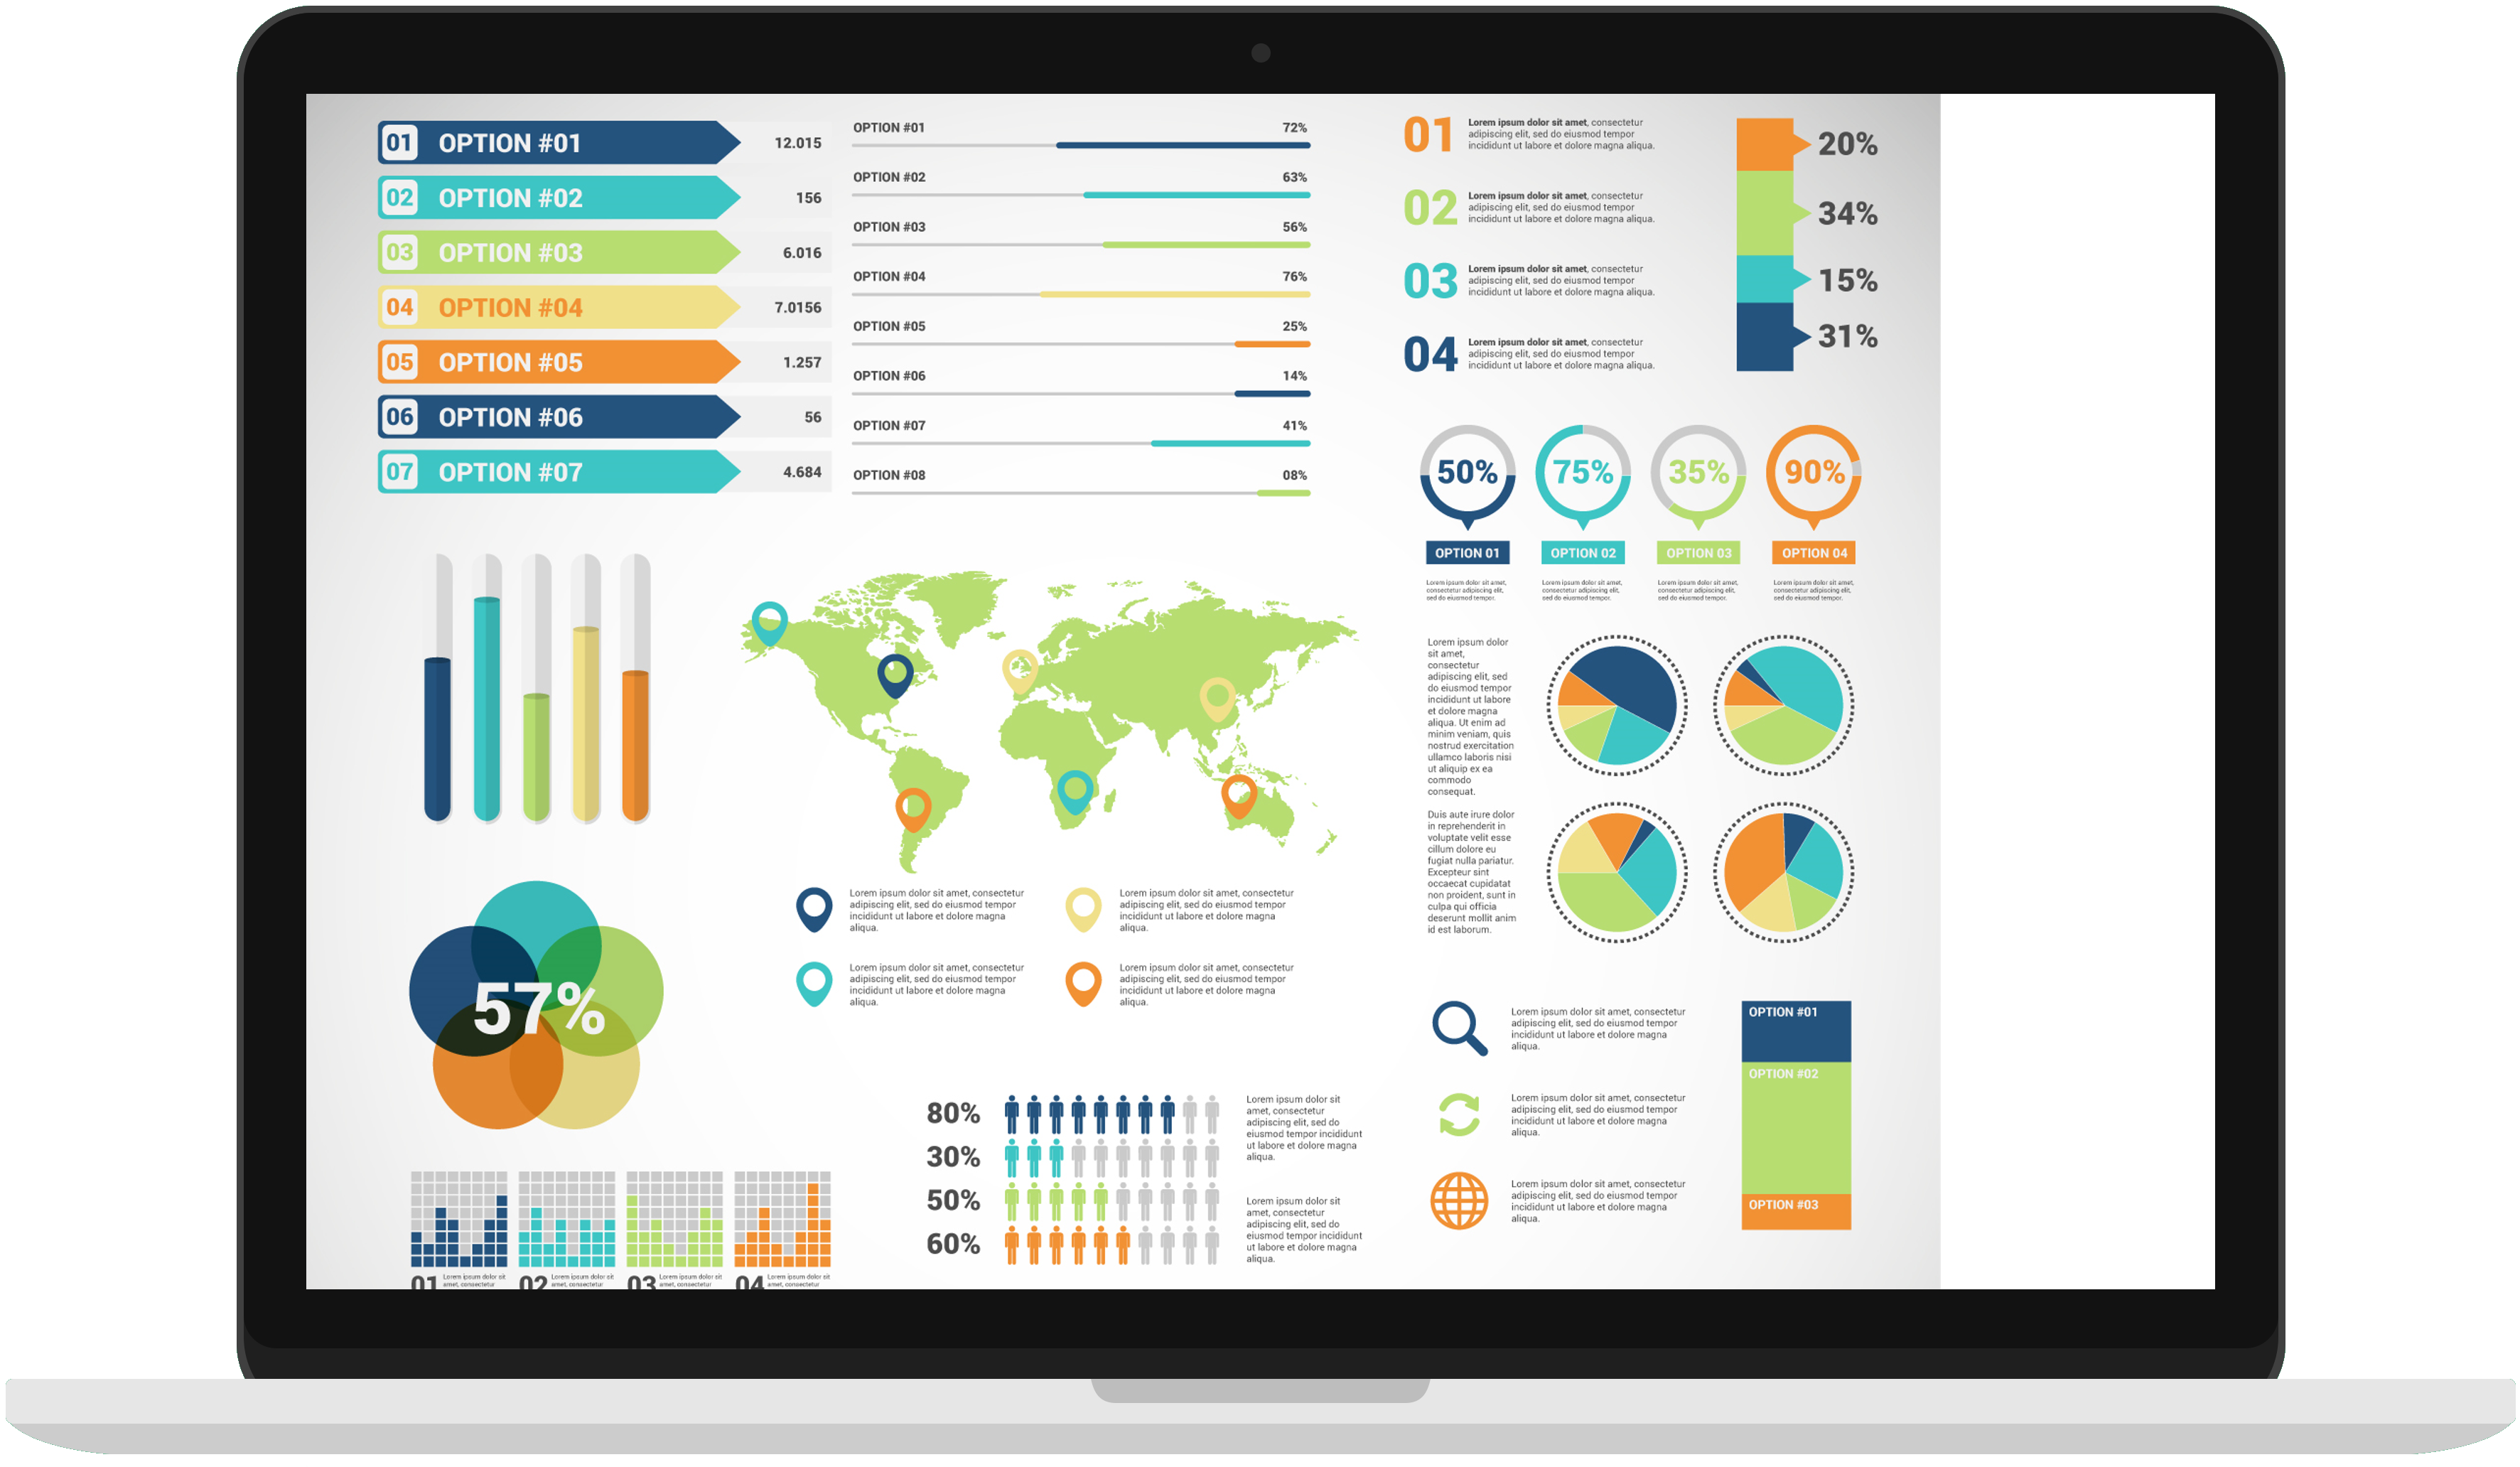 01 OPTION #01 12.015
02 OPTION #02 156
03 OPTION #03 6.016
04 OPTION #04 7.0156
05 OPTION #05 1.257
06 OPTION #06 56
07 OPTION #07 4.684
OPTION #01 72%
OPTION #02 63%
OPTION #03 56%
OPTION #04 76%
OPTION #05 25%
OPTION #06 14%
OPTION #07 41%
OPTION #08 08%
01
Lorem ipsum dolor sit amet, consectetur
adipiscing elit, sed do eiusmod tempor
incididunt ut labore et dolore magna aliqua.
02
Lorem ipsum dolor sit amet, consectetur
adipiscing elit, sed do eiusmod tempor
incididunt ut labore et dolore magna aliqua.
03
Lorem ipsum dolor sit amet, consectetur
adipiscing elit, sed do eiusmod tempor
incididunt ut labore et dolore magna aliqua.
04
Lorem ipsum dolor sit amet, consectetur
adipiscing elit, sed do eiusmod tempor
incididunt ut labore et dolore magna aliqua.
20%
34%
15%
31%
50%
75%
35%
90%
OPTION 01
OPTION 02
OPTION 03
OPTION 04
Lorem ipsum dolor sit amet,
consectetur adipiscing elit,
sed do eiusmod tempor.
Lorem ipsum dolor sit amet,
consectetur adipiscing elit,
sed do eiusmod tempor.
Lorem ipsum dolor sit amet,
consectetur adipiscing elit,
sed do eiusmod tempor.
Lorem ipsum dolor sit amet,
consectetur adipiscing elit,
sed do eiusmod tempor.
Lorem ipsum dolor
sit amet,
consectetur
adipiscing elit, sed
do eiusmod tempor
incididunt ut labore
et dolore magna
aliqua. Ut enim ad
minim veniam, quis
nostrud exercitation
ullamco laboris nisi
ut aliquip ex ea
commodo
consequat.
Duis aute irure dolor
in reprehenderit in
voluptate velit esse
cillum dolore eu
fugiat nulla pariatur.
Excepteur sint
occaecat cupidatat
non proident, sunt in
culpa qui officia
deserunt mollit anim
id est laborum.
57%
Lorem ipsum dolor sit amet, consectetur
adipiscing elit, sed do eiusmod tempor
incididunt ut labore et dolore magna
aliqua.
Lorem ipsum dolor sit amet, consectetur
adipiscing elit, sed do eiusmod tempor
incididunt ut labore et dolore magna
aliqua.
Lorem ipsum dolor sit amet, consectetur
adipiscing elit, sed do eiusmod tempor
incididunt ut labore et dolore magna
aliqua.
Lorem ipsum dolor sit amet, consectetur
adipiscing elit, sed do eiusmod tempor
incididunt ut labore et dolore magna
aliqua.
80%
30%
50%
60%
Lorem ipsum dolor sit
amet, consectetur
adipiscing elit, sed do
eiusmod tempor incididunt
ut labore et dolore magna
aliqua.
Lorem ipsum dolor sit
amet, consectetur
adipiscing elit, sed do
eiusmod tempor incididunt
ut labore et dolore magna
aliqua.
Lorem ipsum dolor sit amet, consectetur
adipiscing elit, sed do eiusmod tempor
incididunt ut labore et dolore magna
aliqua.
Lorem ipsum dolor sit amet, consectetur
adipiscing elit, sed do eiusmod tempor
incididunt ut labore et dolore magna
aliqua.
Lorem ipsum dolor sit amet, consectetur
adipiscing elit, sed do eiusmod tempor
incididunt ut labore et dolore magna
aliqua.
OPTION #01
OPTION #02
OPTION #03
01
Lorem ipsum dolor sit
amet, consectetur
02
Lorem ipsum dolor sit
amet, consectetur
03
Lorem ipsum dolor sit
amet, consectetur
04
Lorem ipsum dolor sit
amet, consectetur